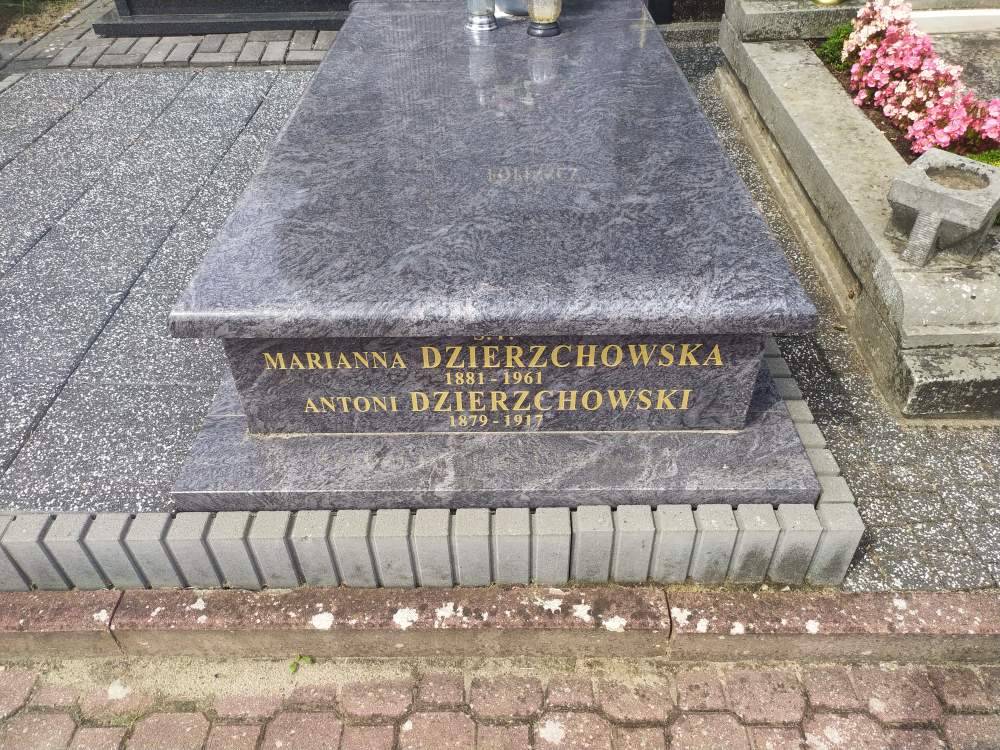 MARIANNA DZIERZCHOWSKA
1881 - 1961
ANTONI DZIERZCHOWSKI
1879 - 1917